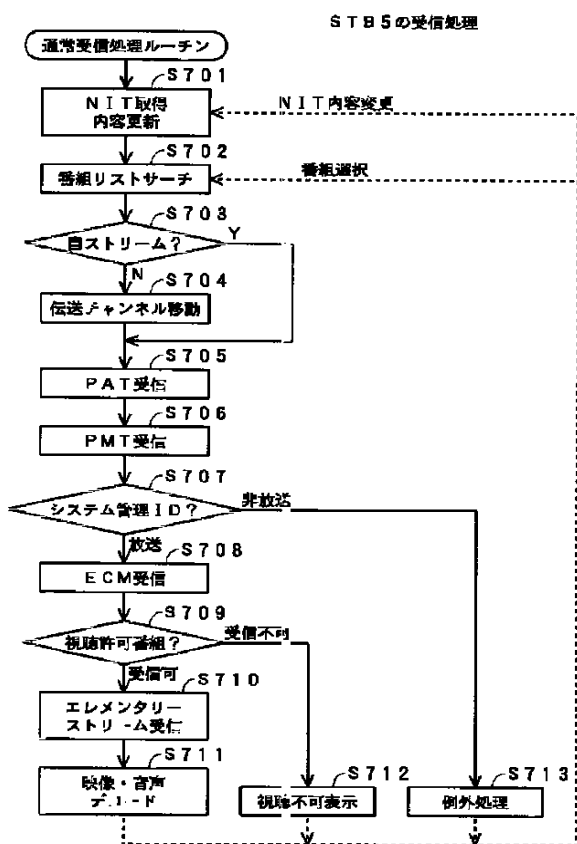 STB5の受信処理
通常受信処理ルーチン
S701
NIT取得
内容更新
NIT内容変更
S702
番組リストサーチ
番組選択
S703
自ストリーム?
Y
N
S704
伝送チャンネル移動
S705
PAT受信
S706
PMT受信
S707
システム管理ID?
非放送
放送
S708
ECM受信
S709
視聴許可番組?
受信不可
受信可
S710
エレメンタリー
ストリーム受信
S711
映像・音声
デコード
S712
視聴不可表示
S713
例外処理